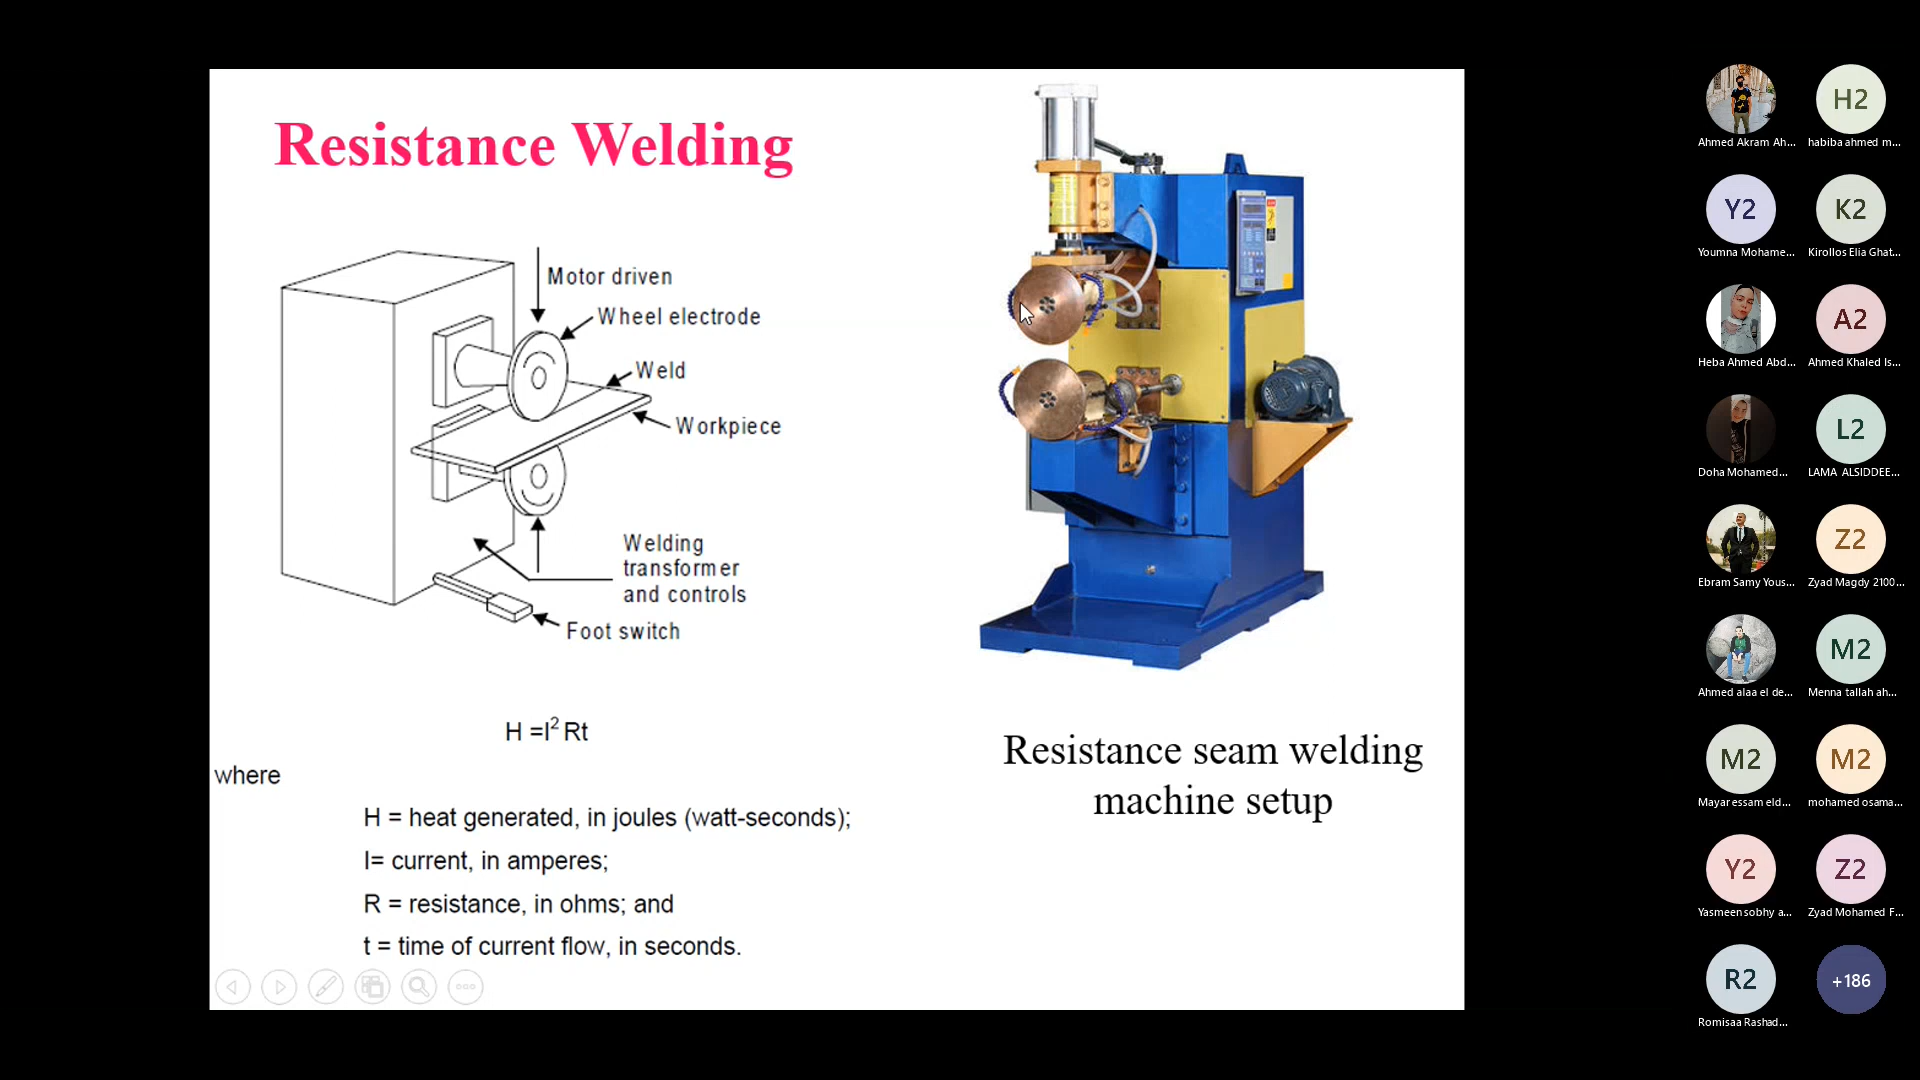 Resistance Welding
Motor driven
Wheel electrode
Weld
Workpiece
Welding
transformer
and controls
Foot switch
H =I² Rt
where
H = heat generated, in joules (watt-seconds);
I= current, in amperes;
R = resistance, in ohms; and
t = time of current flow, in seconds.
Resistance seam welding
machine setup
Ahmed Akram Ah...
H2
habiba ahmed m...
Y2
Youmna Mohame...
K2
Kirollos Elia Ghat...
Heba Ahmed Abd...
A2
Ahmed Khaled Is...
Doha Mohamed...
L2
LAMA ALSIDDEE...
Ebram Samy Yous...
Z2
Zyad Magdy 2100...
Ahmed alaa el de...
M2
Menna tallah ah...
M2
Mayar essam eld...
M2
mohamed osama...
Y2
Yasmeen sobhy a...
Z2
Zyad Mohamed F...
R2
Romisaa Rashad...
+186